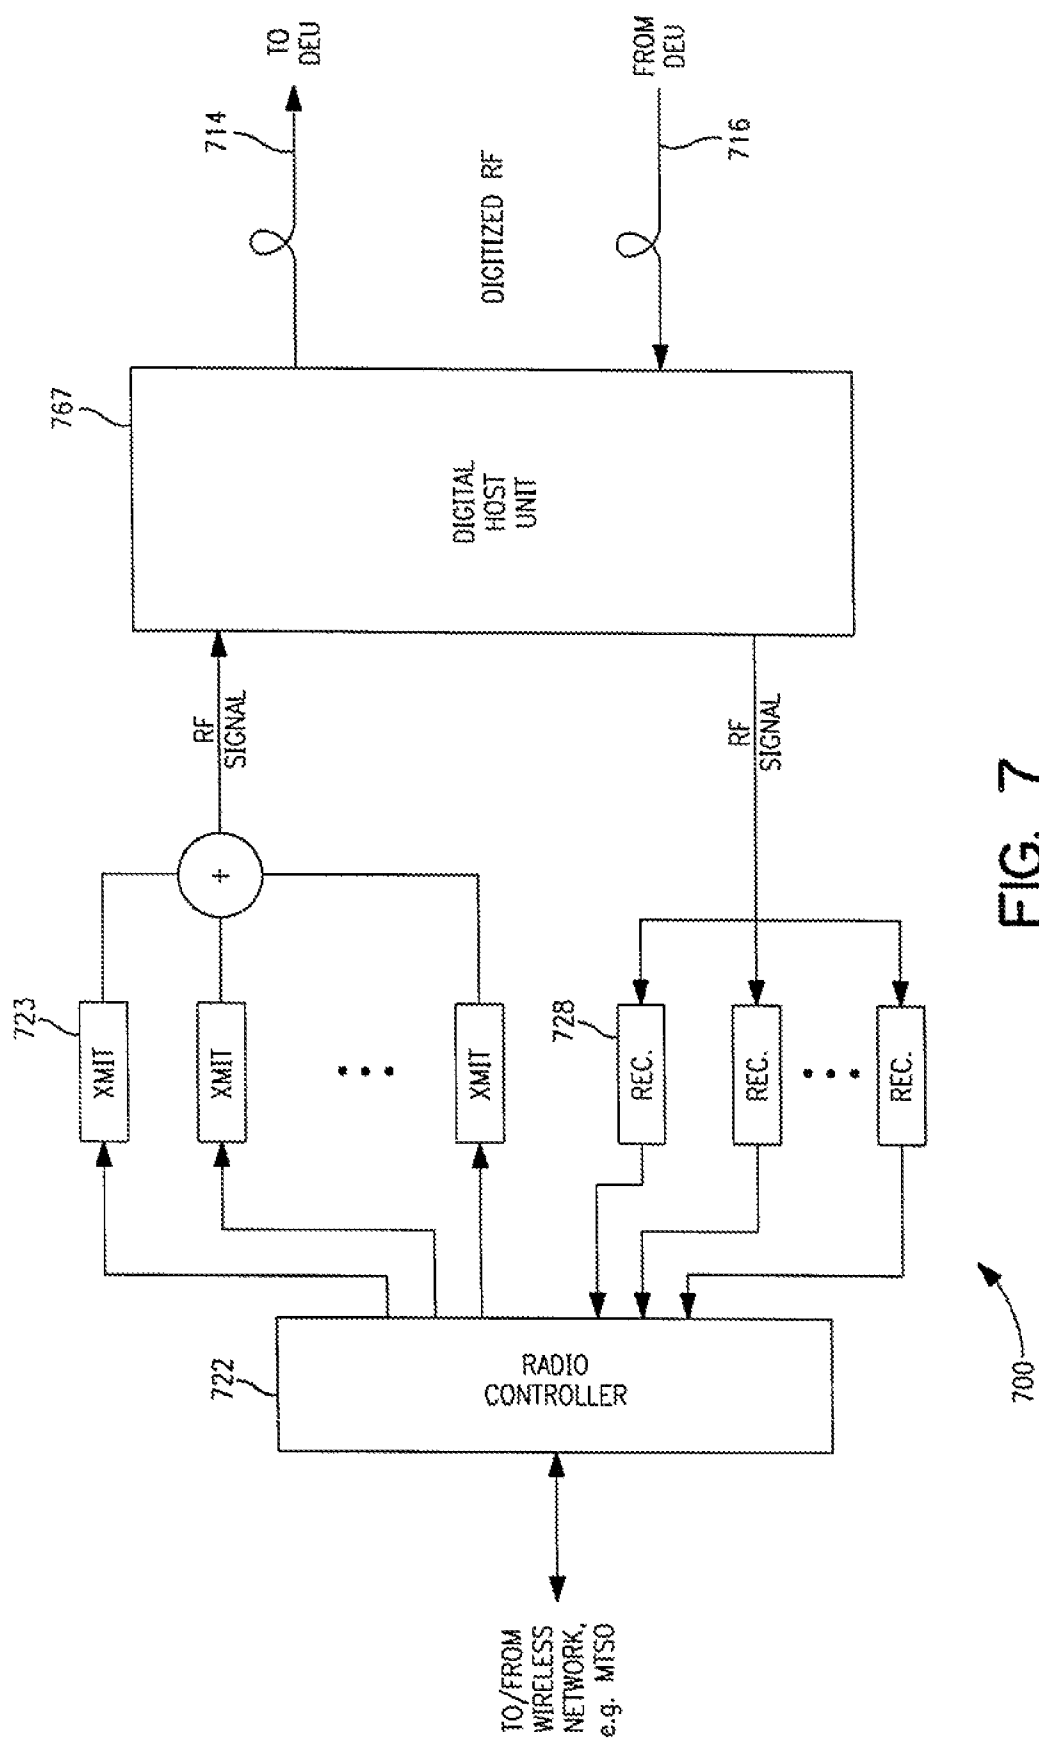 TO/FROM
WIRELESS
NETWORK,
e.g. MTSO
722
RADIO
CONTROLLER
723
XMIT
XMIT
XMIT
728
REC.
REC.
REC.
+
RF
SIGNAL
RF
SIGNAL
767
DIGITAL
HOST
UNIT
714
TO
DEU
DIGITIZED RF
716
FROM
DEU
700
FIG. 7